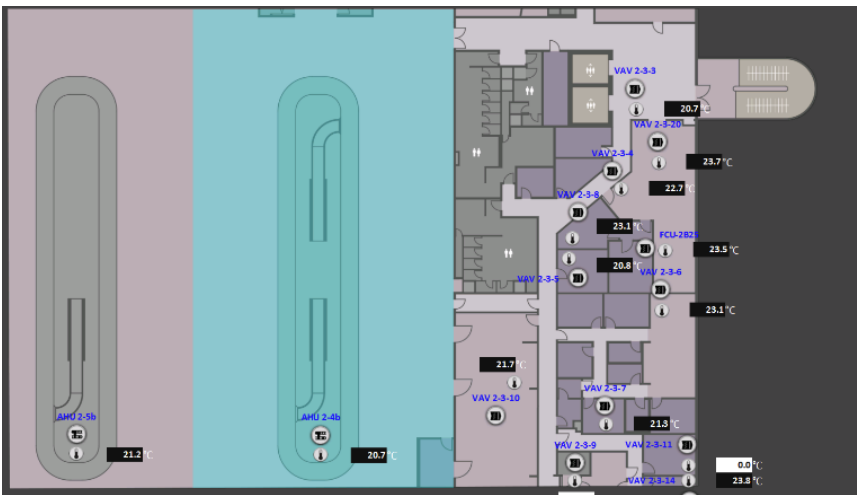 VAV 2-3-3
20.7 °C
VAV 2-3-20
23.7 °C
VAV 2-3-4
22.7 °C
VAV 2-3-8
23.1 °C
FCU-2B25
23.5 °C
20.8 °C
VAV 2-3-5
VAV 2-3-6
23.1 °C
21.7 °C
VAV 2-3-10
VAV 2-3-7
21.3 °C
AHU 2-5b
21.2 °C
AHU 2-4b
20.7 °C
VAV 2-3-9
VAV 2-3-11
0.0 °C
VAV 2-3-14
23.8 °C